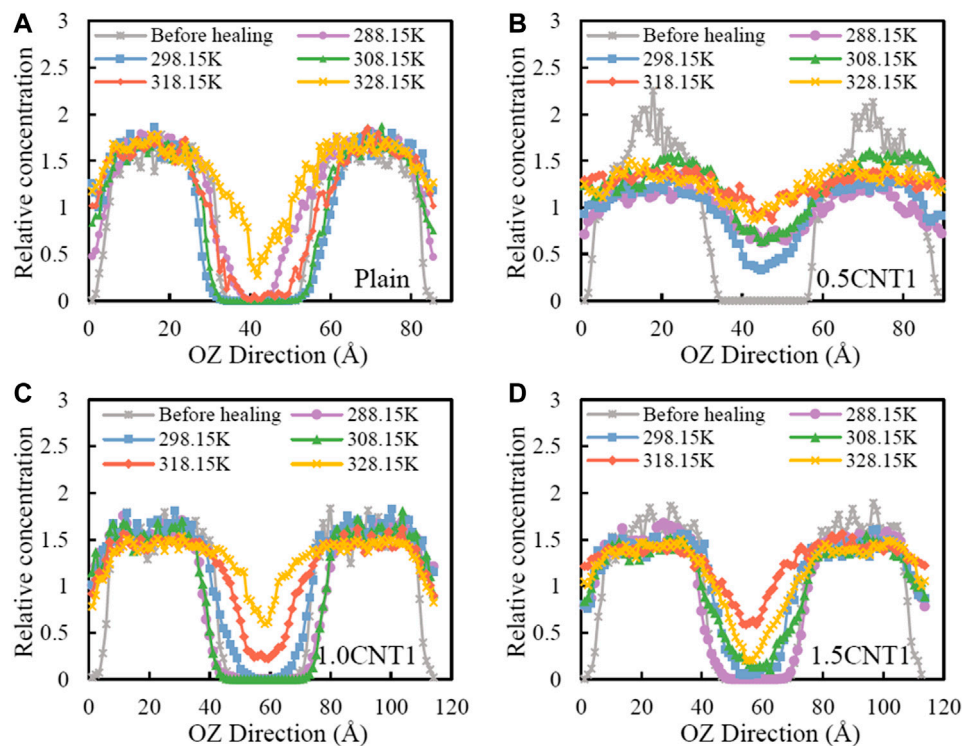 A
Relative concentration
3
2.5
2
1.5
1
0.5
0
Before healing 288.15K
298.15K 308.15K
318.15K 328.15K
Plain
0 20 40 60 80
OZ Direction (Å)
B
Relative concentration
3
2.5
2
1.5
1
0.5
0
Before healing 288.15K
298.15K 308.15K
318.15K 328.15K
0.5CNT1
0 20 40 60 80
OZ Direction (Å)
C
Relative concentration
3
2.5
2
1.5
1
0.5
0
Before healing 288.15K
298.15K 308.15K
318.15K 328.15K
1.0CNT1
0 20 40 60 80 100 120
OZ Direction (Å)
D
Relative concentration
3
2.5
2
1.5
1
0.5
0
Before healing 288.15K
298.15K 308.15K
318.15K 328.15K
1.5CNT1
0 20 40 60 80 100 120
OZ Direction (Å)